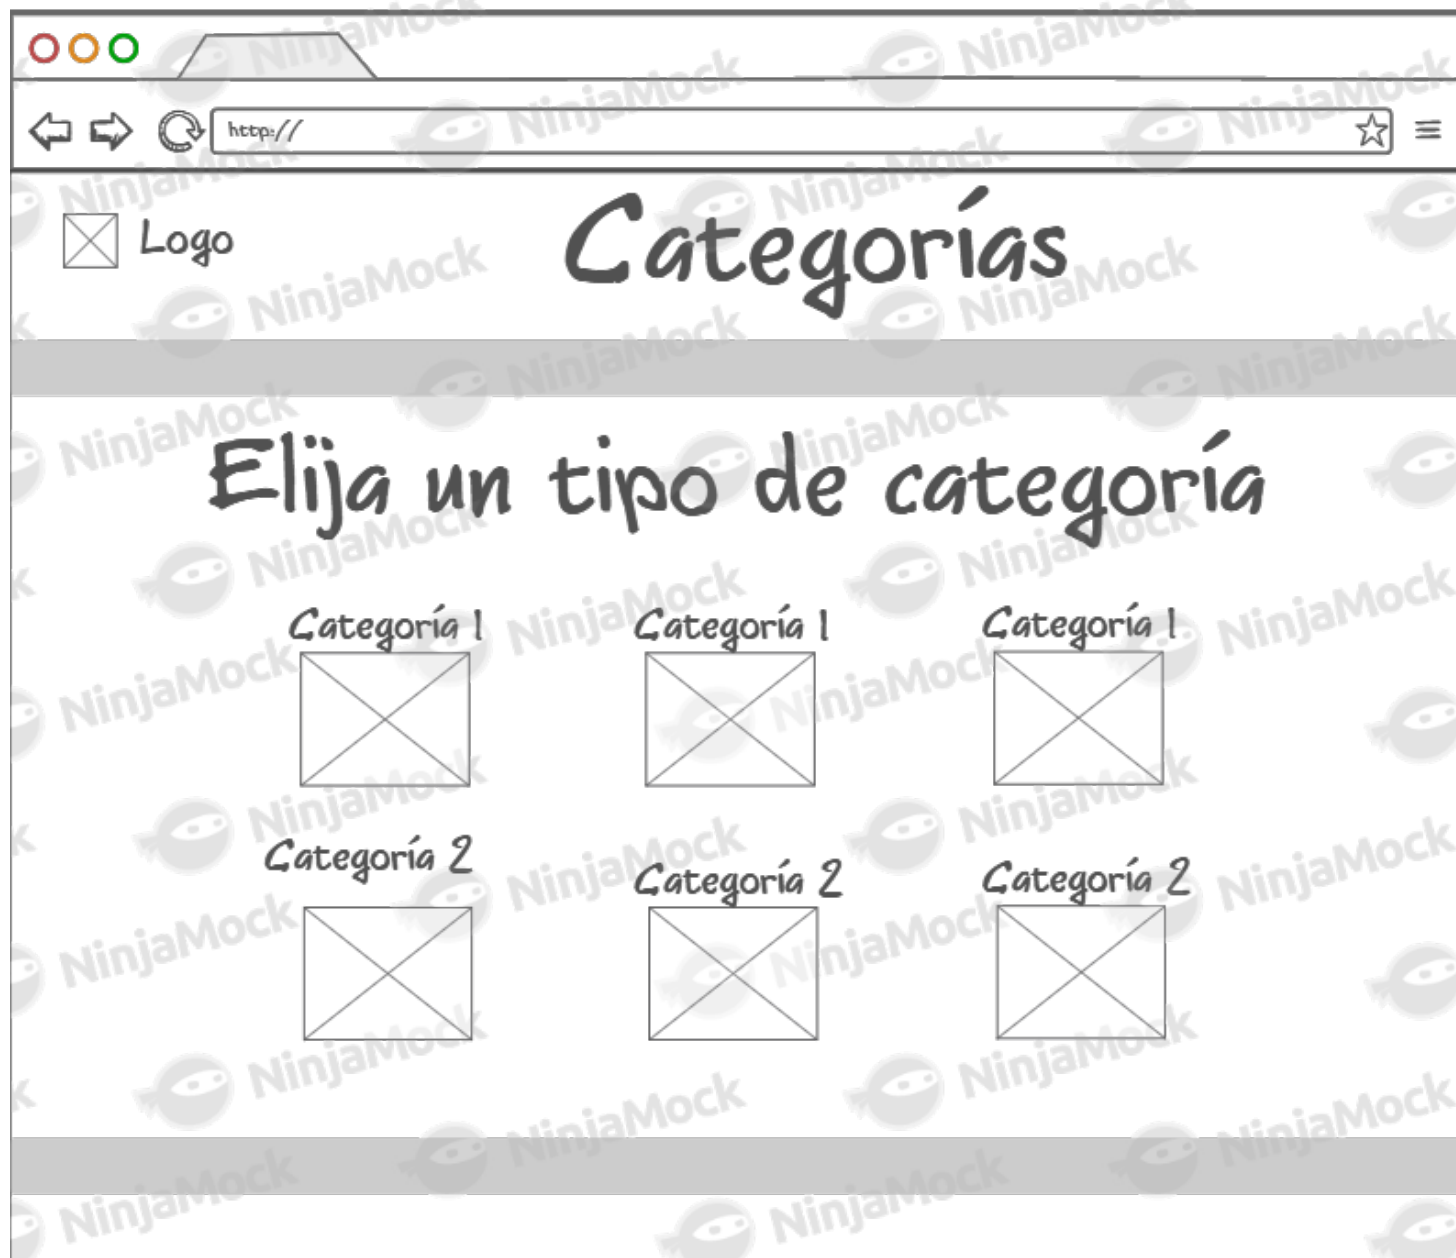 http://
Logo
Categorías
Elija un tipo de categoría
Categoría 1 Categoría 1 Categoría 1
Categoría 2 Categoría 2 Categoría 2
NinjaMock